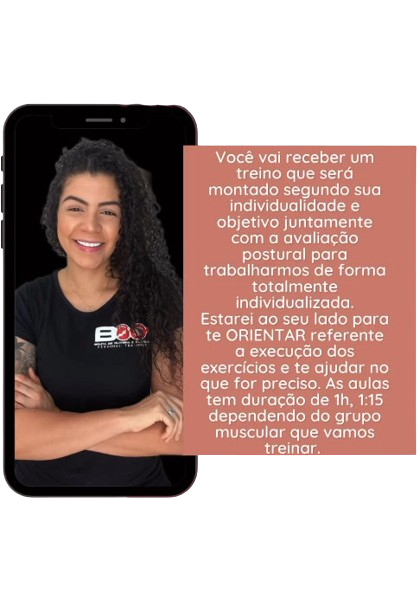 Você vai receber um
treino que será
montado segundo sua
individualidade e
objetivo juntamente
com a avaliação
postural para
trabalharmos de forma
totalmente
individualizada.
Estarei ao seu lado para
te ORIENTAR referente
a execução dos
exercícios e te ajudar no
que for preciso. As aulas
tem duração de 1h, 1:15
dependendo do grupo
muscular que vamos
treinar.